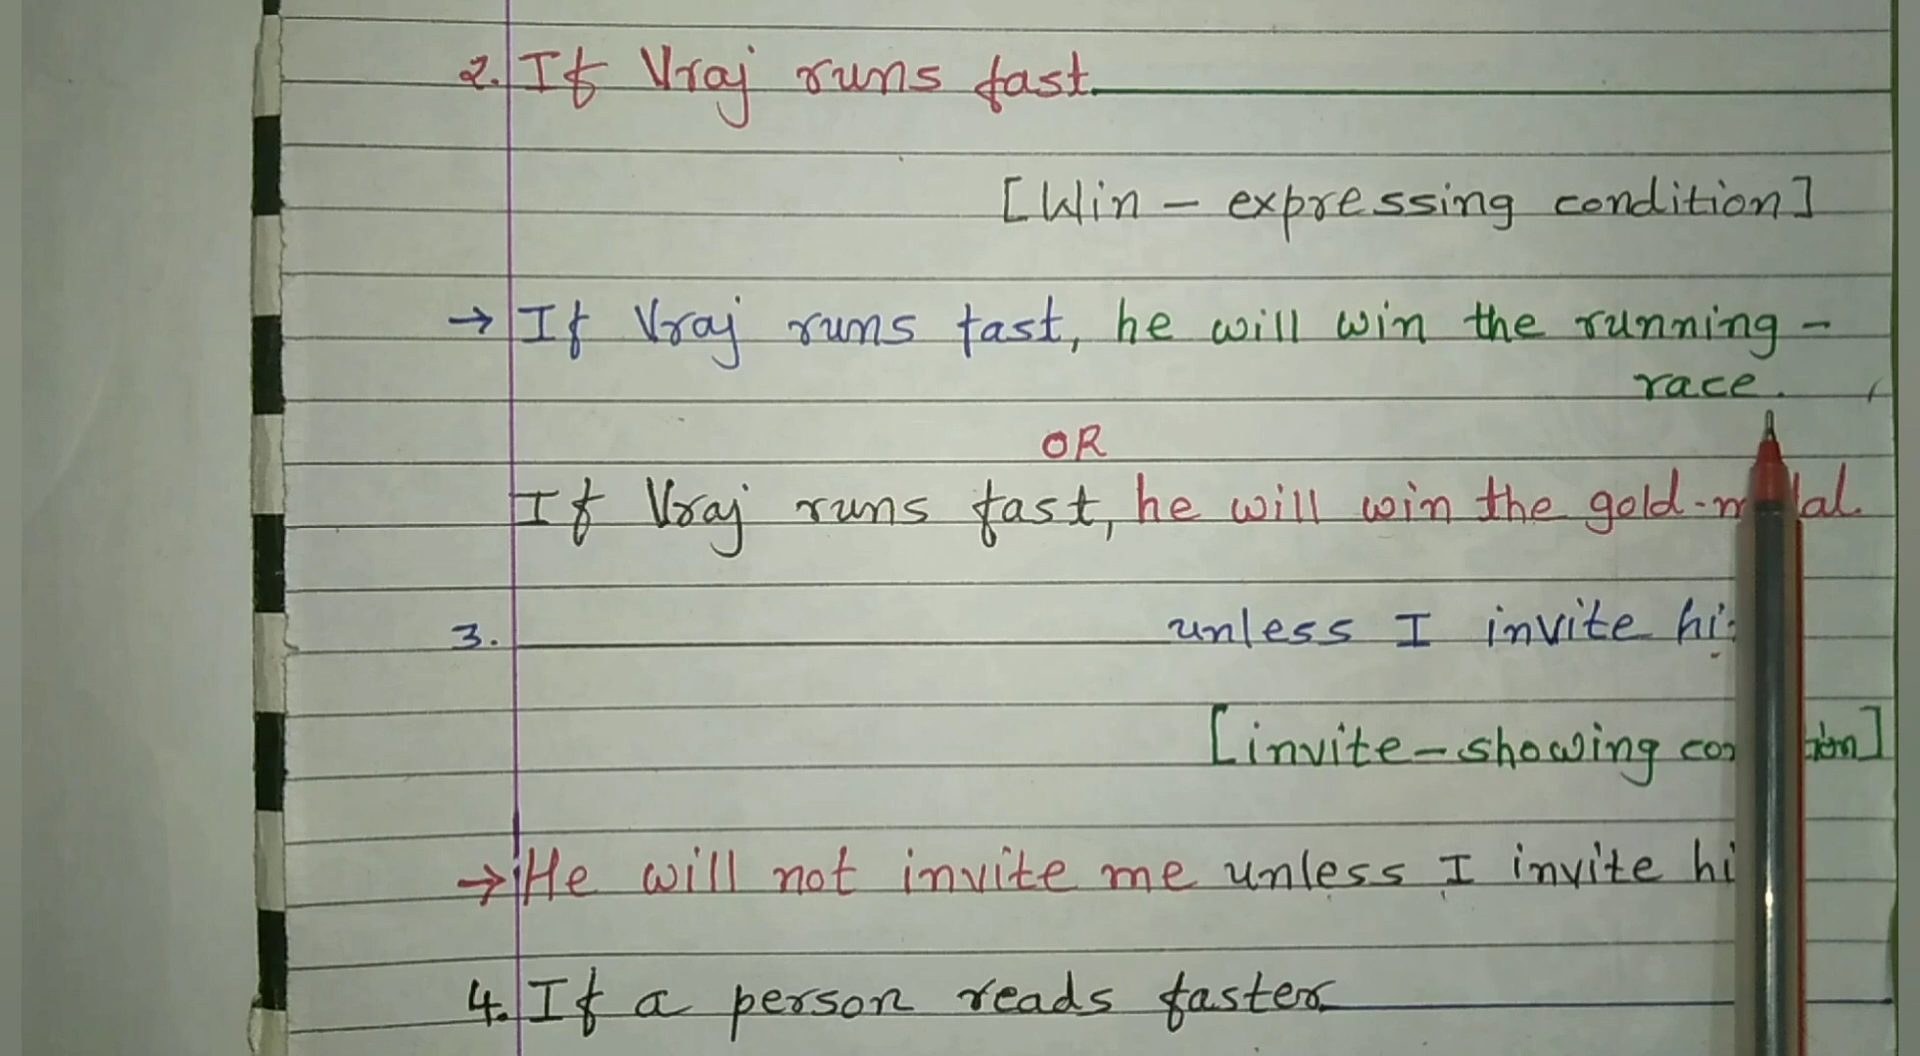 2. If Vraj runs fast.
[Win - expressing condition]
→ If Vraj runs fast, he will win the running -
race.
OR
If Vraj runs fast, he will win the gold-
3. unless I invite
[invite-showing
→ He will not invite me unless I invite
4. If a person reads faster